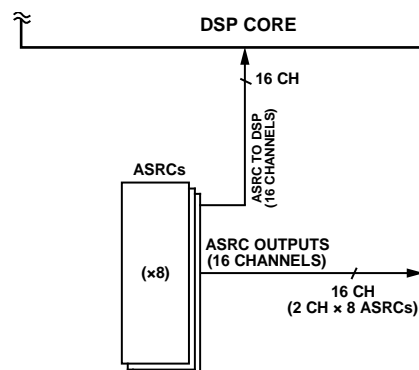 DSP CORE
16 CH
ASRC TO DSP
(16 CHANNELS)
ASRCs
(×8)
ASRC OUTPUTS
(16 CHANNELS)
16 CH
(2 CH × 8 ASRCs)